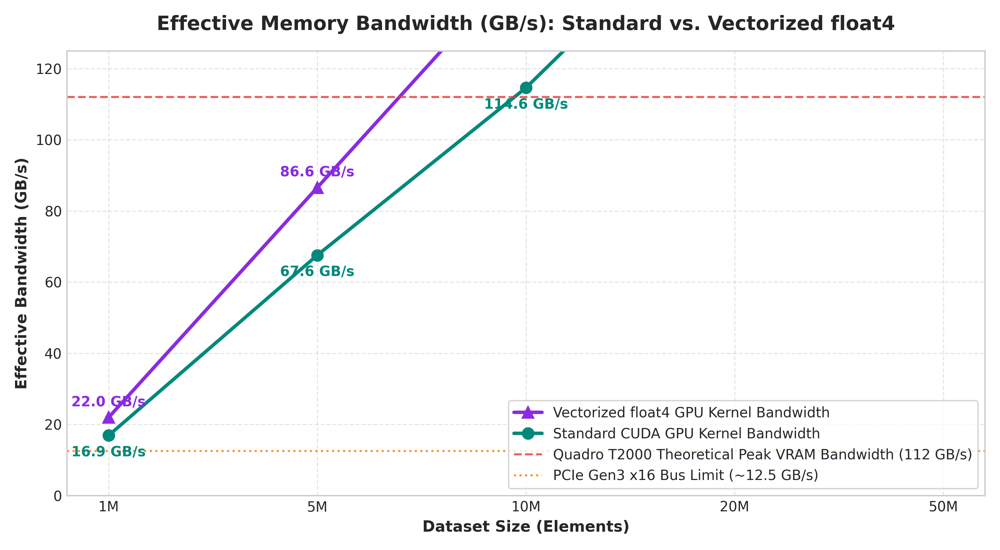 Effective Memory Bandwidth (GB/s): Standard vs. Vectorized float4
Effective Bandwidth (GB/s)
120
100
80
60
40
20
0
114.6 GB/s
86.6 GB/s
67.6 GB/s
22.0 GB/s
16.9 GB/s
Vectorized float4 GPU Kernel Bandwidth
Standard CUDA GPU Kernel Bandwidth
Quadro T2000 Theoretical Peak VRAM Bandwidth (112 GB/s)
PCIe Gen3 x16 Bus Limit (~12.5 GB/s)
1M
5M
10M
20M
50M
Dataset Size (Elements)